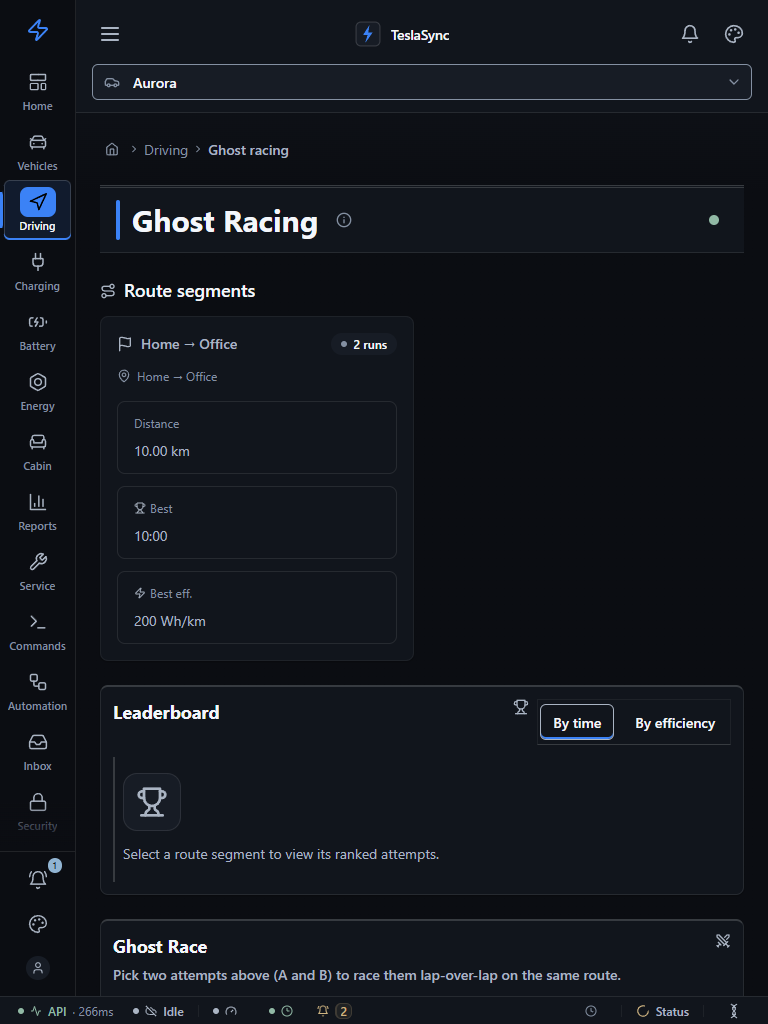 TeslaSync
Aurora
Home
Vehicles
Driving
Charging
Battery
Energy
Cabin
Reports
Service
Commands
Automation
Inbox
Security
1
Driving
Ghost racing
Ghost Racing
Route segments
Home → Office
2 runs
Home → Office
Distance
10.00 km
Best
10:00
Best eff.
200 Wh/km
Leaderboard
By time
By efficiency
Select a route segment to view its ranked attempts.
Ghost Race
Pick two attempts above (A and B) to race them lap-over-lap on the same route.
API · 266ms
Idle
2
Status